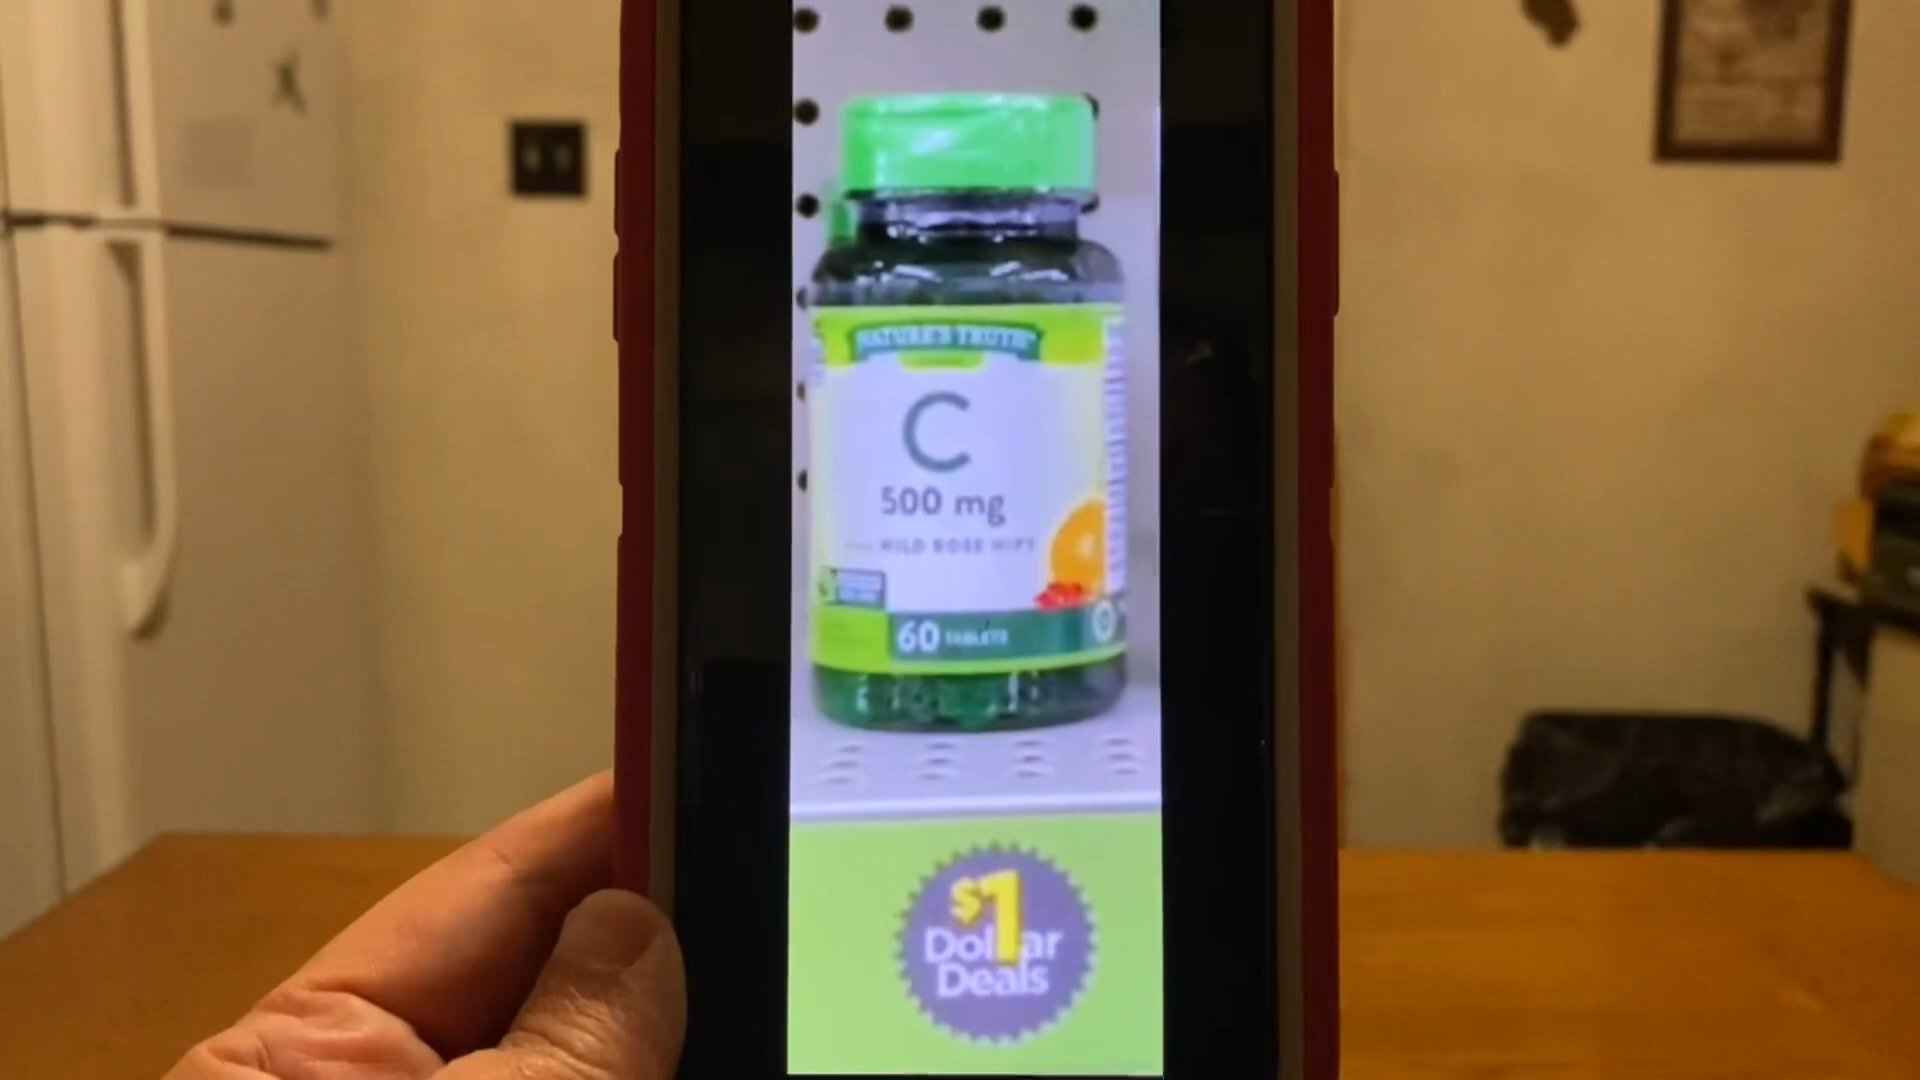 NATURE'S TRUTH
C
500 mg
WILD ROSE HIPS
60 TABLETS
$1
Dollar
Deals